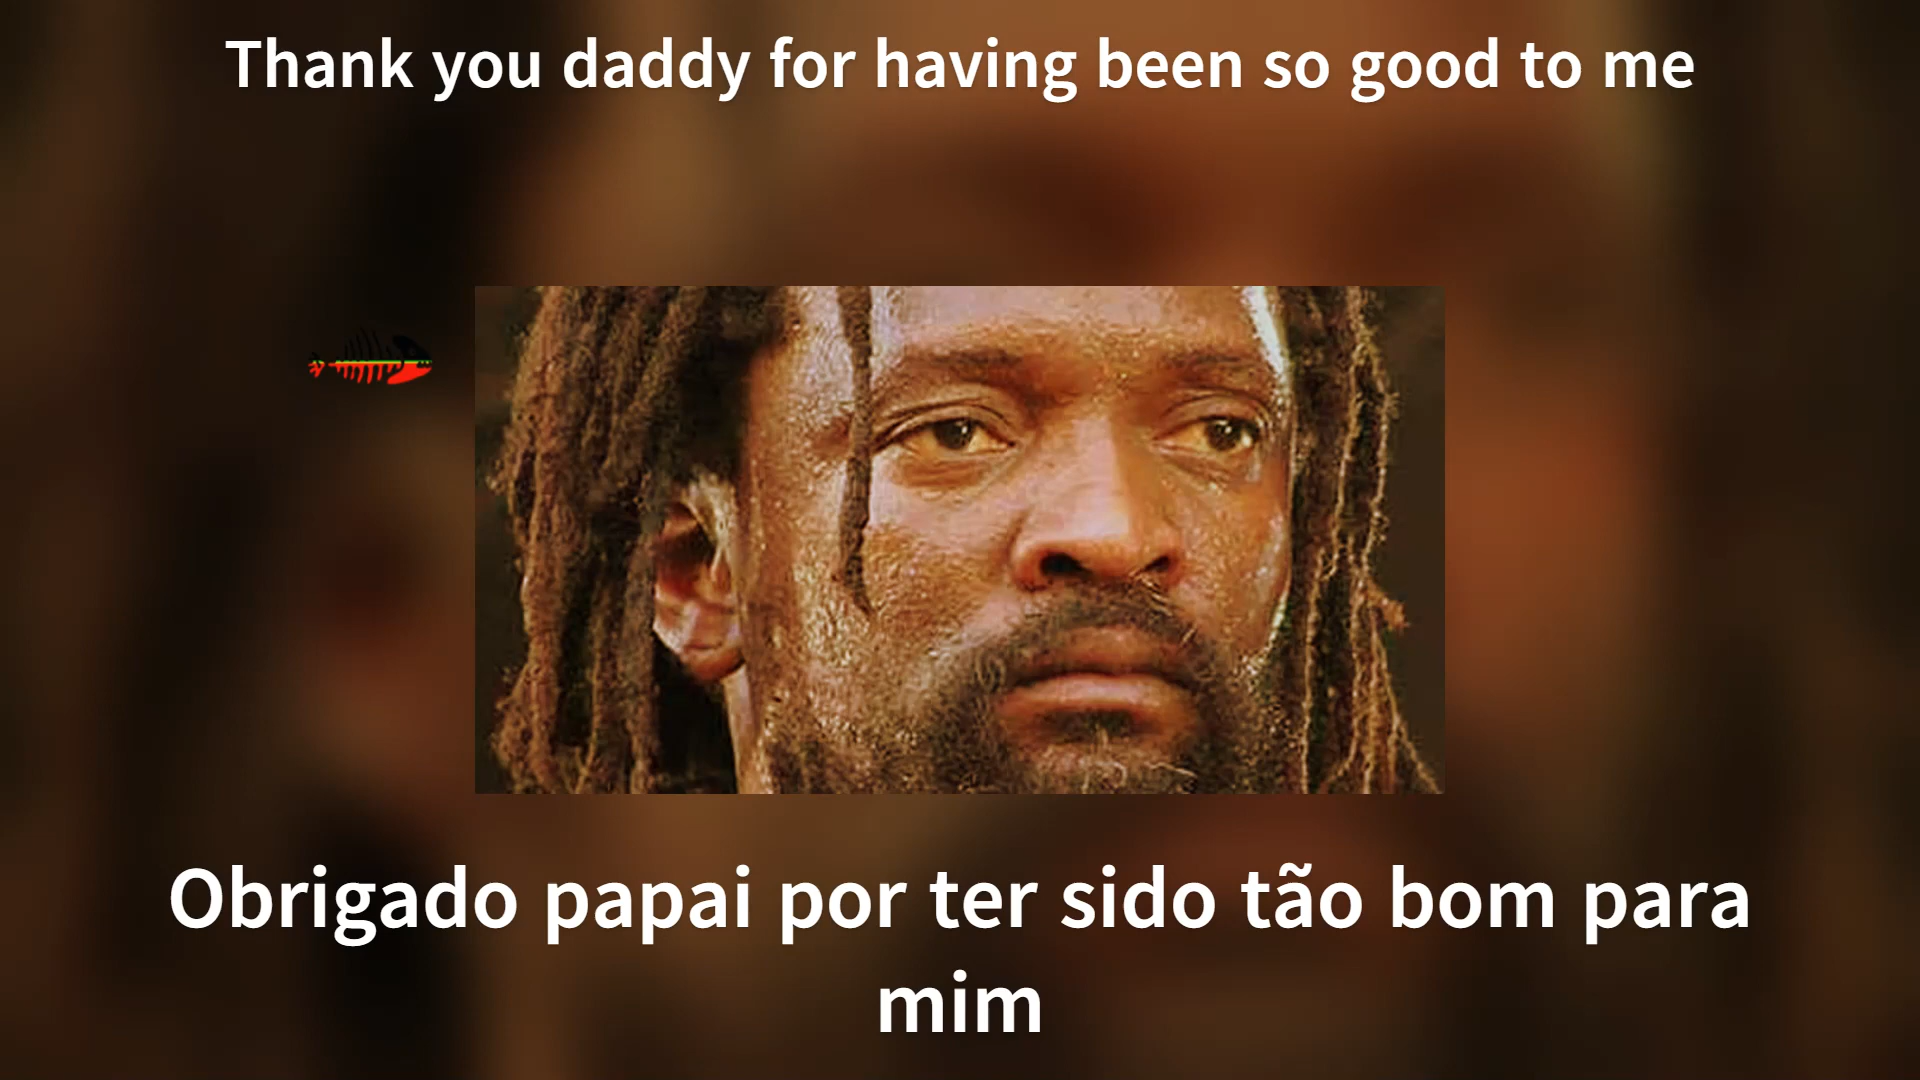 Thank you daddy for having been so good to me
Obrigado papai por ter sido tão bom para
mim